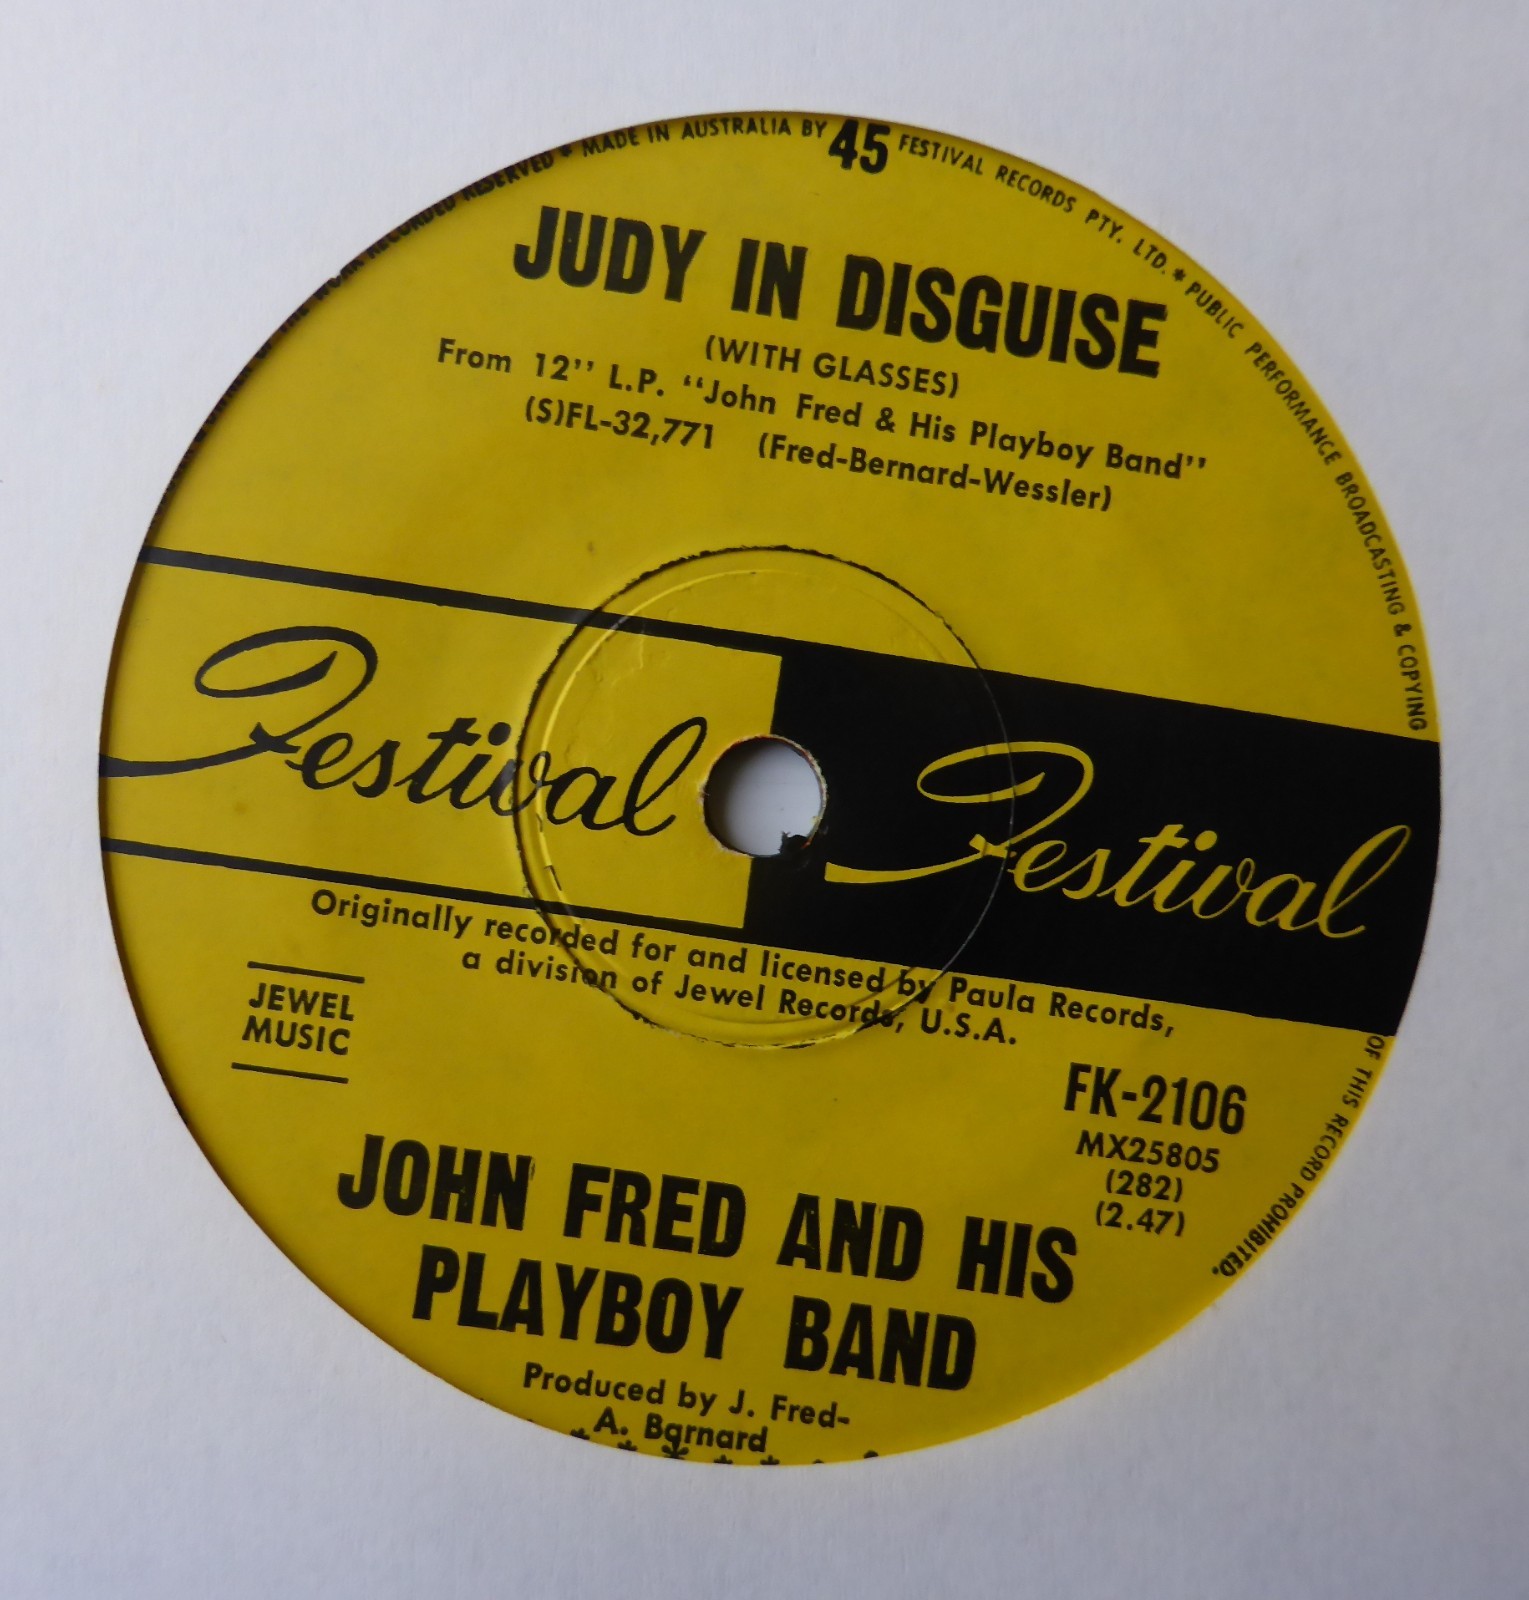 RECORDED RESERVED * MADE IN AUSTRALIA BY 45 FESTIVAL RECORDS PTY. LTD. * PUBLIC PERFORMANCE BROADCASTING & COPYING OF THIS RECORD PROHIBITED.
JUDY IN DISGUISE
(WITH GLASSES)
From 12" L.P. "John Fred & His Playboy Band"
(S)FL-32,771 (Fred-Bernard-Wessler)
Festival Festival
Originally recorded for and licensed by Paula Records,
a division of Jewel Records, U.S.A.
JEWEL
MUSIC
FK-2106
MX25805
(282)
(2.47)
JOHN FRED AND HIS
PLAYBOY BAND
Produced by J. Fred-
A. Barnard